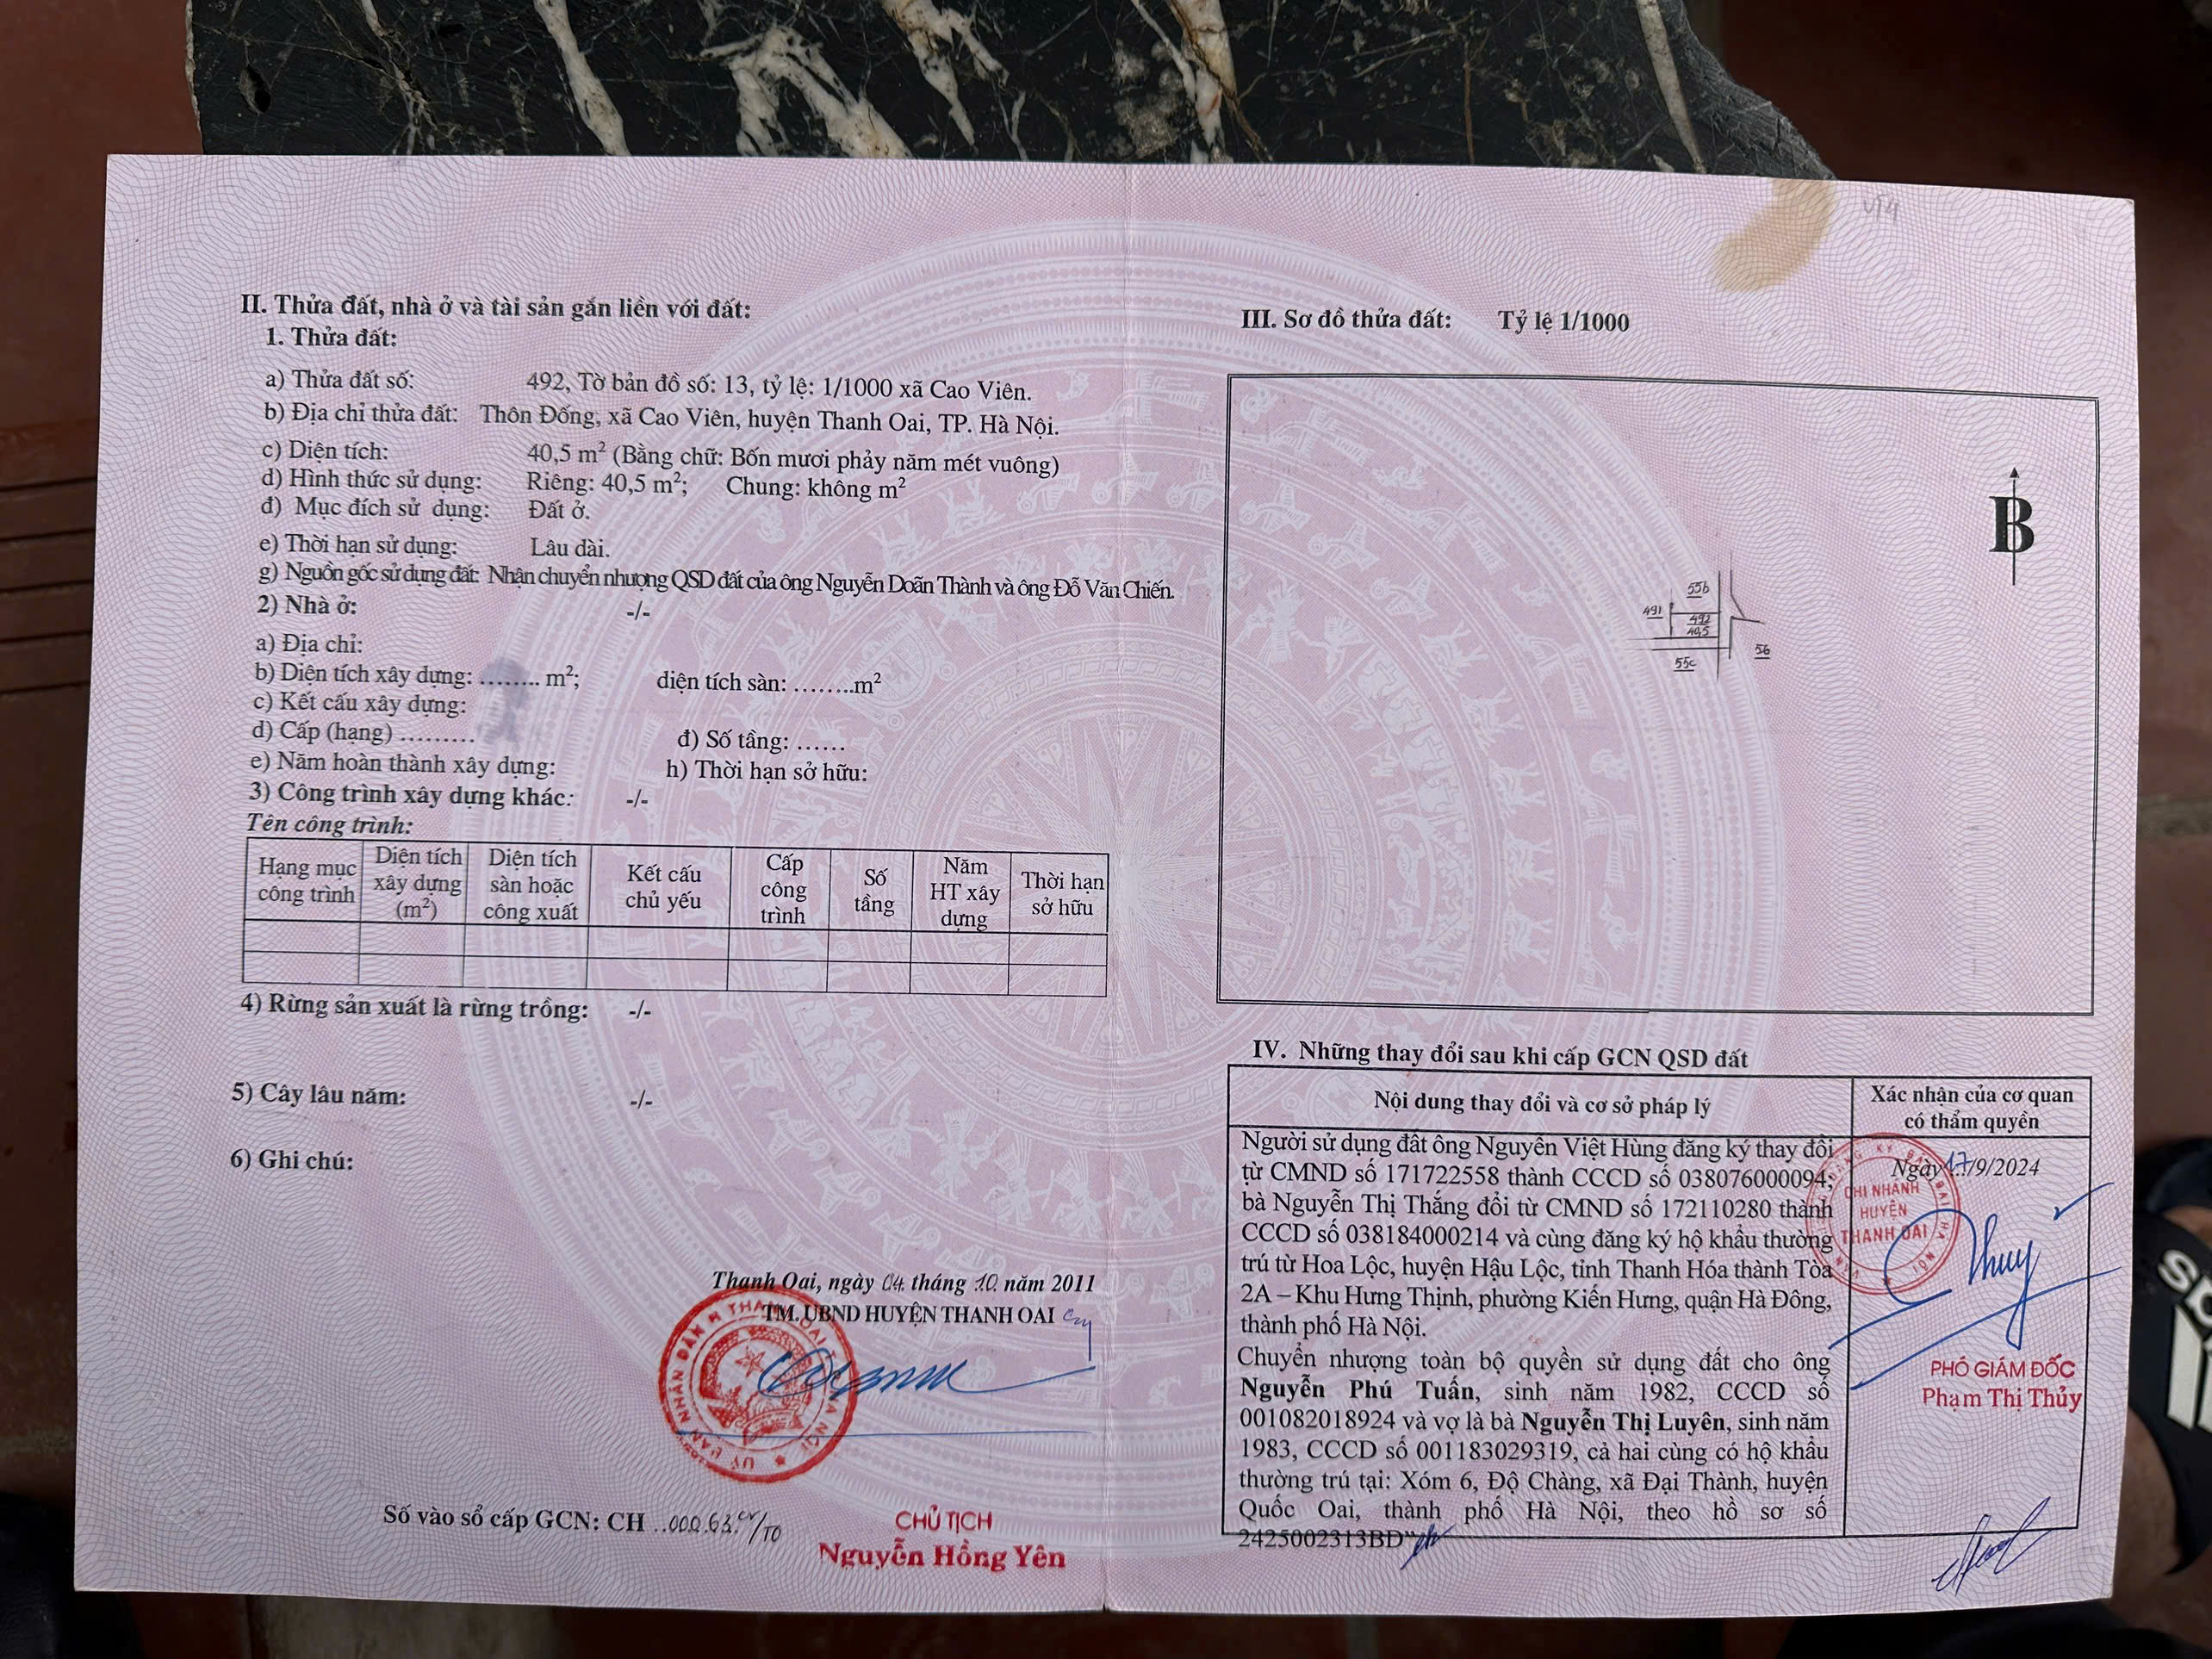 II. Thửa đất, nhà ở và tài sản gắn liền với đất:
1. Thửa đất:
a) Thửa đất số: 492, Tờ bản đồ số: 13, tỷ lệ: 1/1000 xã Cao Viên.
b) Địa chỉ thửa đất: Thôn Đống, xã Cao Viên, huyện Thanh Oai, TP. Hà Nội.
c) Diện tích: 40,5 m² (Bằng chữ: Bốn mươi phảy năm mét vuông)
d) Hình thức sử dụng: Riêng: 40,5 m²; Chung: không m²
đ) Mục đích sử dụng: Đất ở.
e) Thời hạn sử dụng: Lâu dài.
g) Nguồn gốc sử dụng đất: Nhận chuyển nhượng QSD đất của ông Nguyễn Doãn Thành và ông Đỗ Văn Chiến.
2) Nhà ở: -/-
a) Địa chỉ:
b) Diện tích xây dựng: ........ m²; diện tích sàn: ........m²
c) Kết cấu xây dựng:
d) Cấp (hạng) ......... đ) Số tầng: ......
e) Năm hoàn thành xây dựng: h) Thời hạn sở hữu:
3) Công trình xây dựng khác: -/-
Tên công trình:
Hạng mục công trình
Diện tích xây dựng (m²)
Diện tích sàn hoặc công xuất
Kết cấu chủ yếu
Cấp công trình
Số tầng
Năm HT xây dựng
Thời hạn sở hữu
4) Rừng sản xuất là rừng trồng: -/-
5) Cây lâu năm: -/-
6) Ghi chú:
Thanh Oai, ngày 04 tháng 10 năm 2011
TM. UBND HUYỆN THANH OAI
CHỦ TỊCH
Nguyễn Hồng Yên
Số vào sổ cấp GCN: CH ..000.63
V14
III. Sơ đồ thửa đất: Tỷ lệ 1/1000
B
55b
491
492
40,5
56
55c
IV. Những thay đổi sau khi cấp GCN QSD đất
Nội dung thay đổi và cơ sở pháp lý
Xác nhận của cơ quan
có thẩm quyền
Người sử dụng đất ông Nguyễn Việt Hùng đăng ký thay đổi
từ CMND số 171722558 thành CCCD số 038076000094;
bà Nguyễn Thị Thắng đổi từ CMND số 172110280 thành
CCCD số 038184000214 và cùng đăng ký hộ khẩu thường
trú từ Hoa Lộc, huyện Hậu Lộc, tỉnh Thanh Hóa thành Tòa
2A – Khu Hưng Thịnh, phường Kiến Hưng, quận Hà Đông,
thành phố Hà Nội.
Chuyển nhượng toàn bộ quyền sử dụng đất cho ông
Nguyễn Phú Tuấn, sinh năm 1982, CCCD số
001082018924 và vợ là bà Nguyễn Thị Luyên, sinh năm
1983, CCCD số 001183029319, cả hai cùng có hộ khẩu
thường trú tại: Xóm 6, Độ Chàng, xã Đại Thành, huyện
Quốc Oai, thành phố Hà Nội, theo hồ sơ số
2425002313BD"
Ngày 17/9/2024
CHI NHÁNH
HUYỆN
THANH OAI
Thuy
PHÓ GIÁM ĐỐC
Phạm Thị Thủy